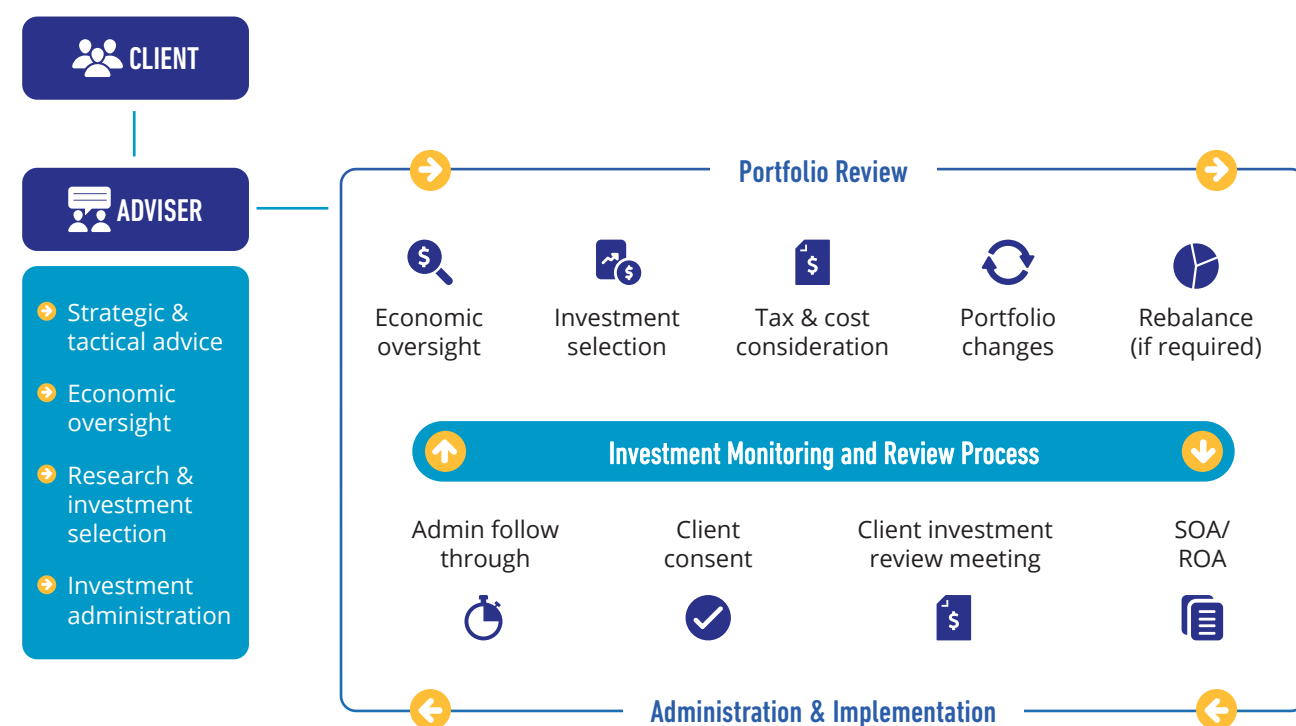 CLIENT
ADVISER
Strategic &
tactical advice
Economic
oversight
Research &
investment
selection
Investment
administration
Portfolio Review
Economic
oversight
Investment
selection
Tax & cost
consideration
Portfolio
changes
Rebalance
(if required)
Investment Monitoring and Review Process
Admin follow
through
Client
consent
Client investment
review meeting
SOA/
ROA
Administration & Implementation